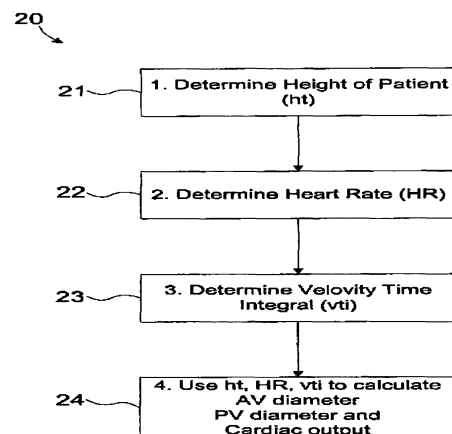 20
21
1. Determine Height of Patient
(ht)
22
2. Determine Heart Rate (HR)
23
3. Determine Velovity Time
Integral (vti)
24
4. Use ht, HR, vti to calculate
AV diameter
PV diameter and
Cardiac output